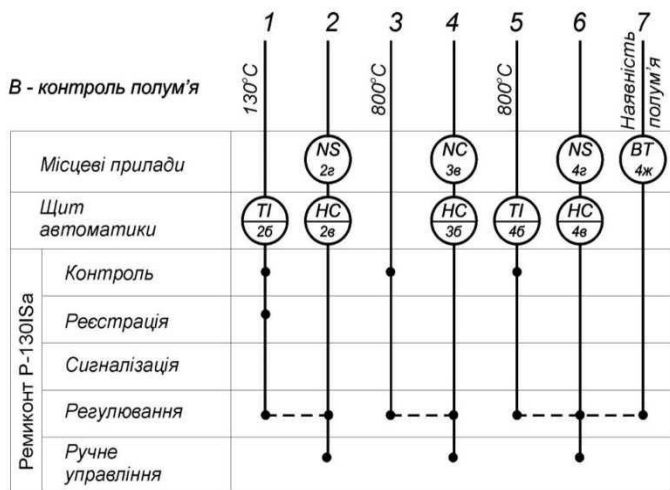 1 2 3 4 5 6 7
В - контроль полум’я
130°C 800°C 800°C Наявність полум’я
Місцеві прилади
NS 2г NC 3в NS 4г BT 4ж
Щит автоматики
TI 2б HC 2в HC 3б TI 4б HC 4в
Ремиконт Р-130ISa
Контроль
Реєстрація
Сигналізація
Регулювання
Ручне
управління